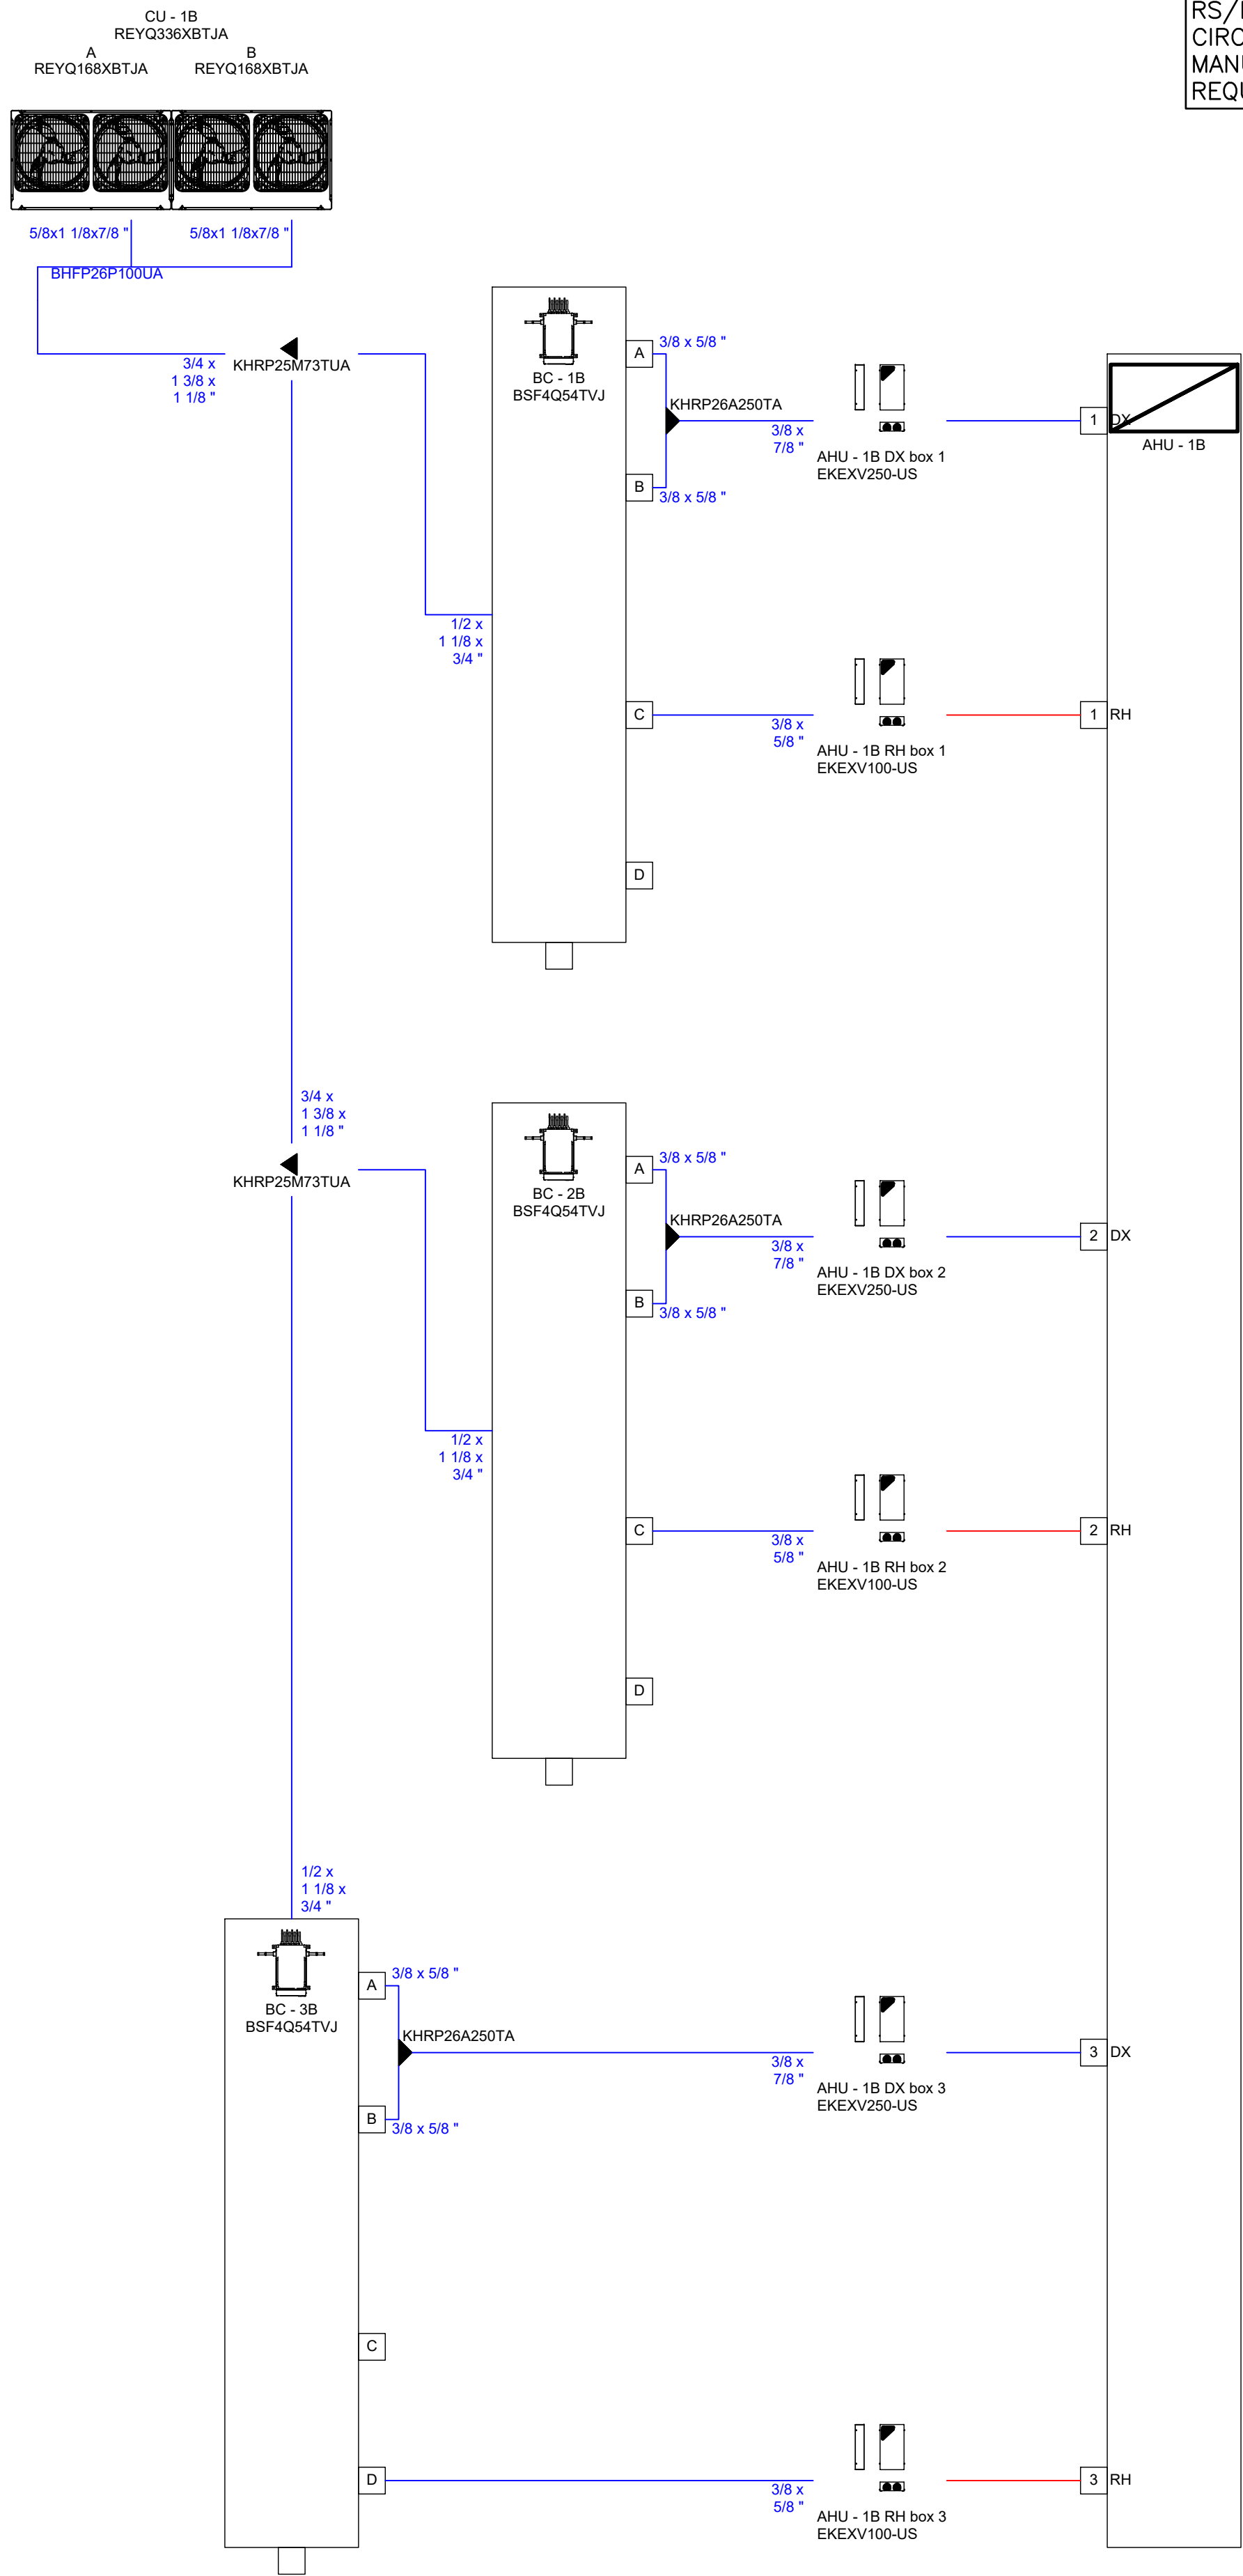 CU - 1B
REYQ336XBTJA
A
REYQ168XBTJA
B
REYQ168XBTJA
CIRC
REQU
5/8x1 1/8x7/8 "
5/8x1 1/8x7/8 "
BHFP26P100UA
3/4 x
1 3/8 x
1 1/8 "
KHRP25M73TUA
BC - 1B
BSF4Q54TVJ
A
3/8 x 5/8 "
KHRP26A250TA
3/8 x
7/8 "
B
3/8 x 5/8 "
AHU - 1B DX box 1
EKEXV250-US
1 DX
AHU - 1B
1/2 x
1 1/8 x
3/4 "
C
3/8 x
5/8 "
AHU - 1B RH box 1
EKEXV100-US
1 RH
D
3/4 x
1 3/8 x
1 1/8 "
KHRP25M73TUA
BC - 2B
BSF4Q54TVJ
A
3/8 x 5/8 "
KHRP26A250TA
3/8 x
7/8 "
B
3/8 x 5/8 "
AHU - 1B DX box 2
EKEXV250-US
2 DX
1/2 x
1 1/8 x
3/4 "
C
3/8 x
5/8 "
AHU - 1B RH box 2
EKEXV100-US
2 RH
D
1/2 x
1 1/8 x
3/4 "
BC - 3B
BSF4Q54TVJ
A
3/8 x 5/8 "
KHRP26A250TA
3/8 x
7/8 "
B
3/8 x 5/8 "
AHU - 1B DX box 3
EKEXV250-US
3 DX
C
D
3/8 x
5/8 "
AHU - 1B RH box 3
EKEXV100-US
3 RH